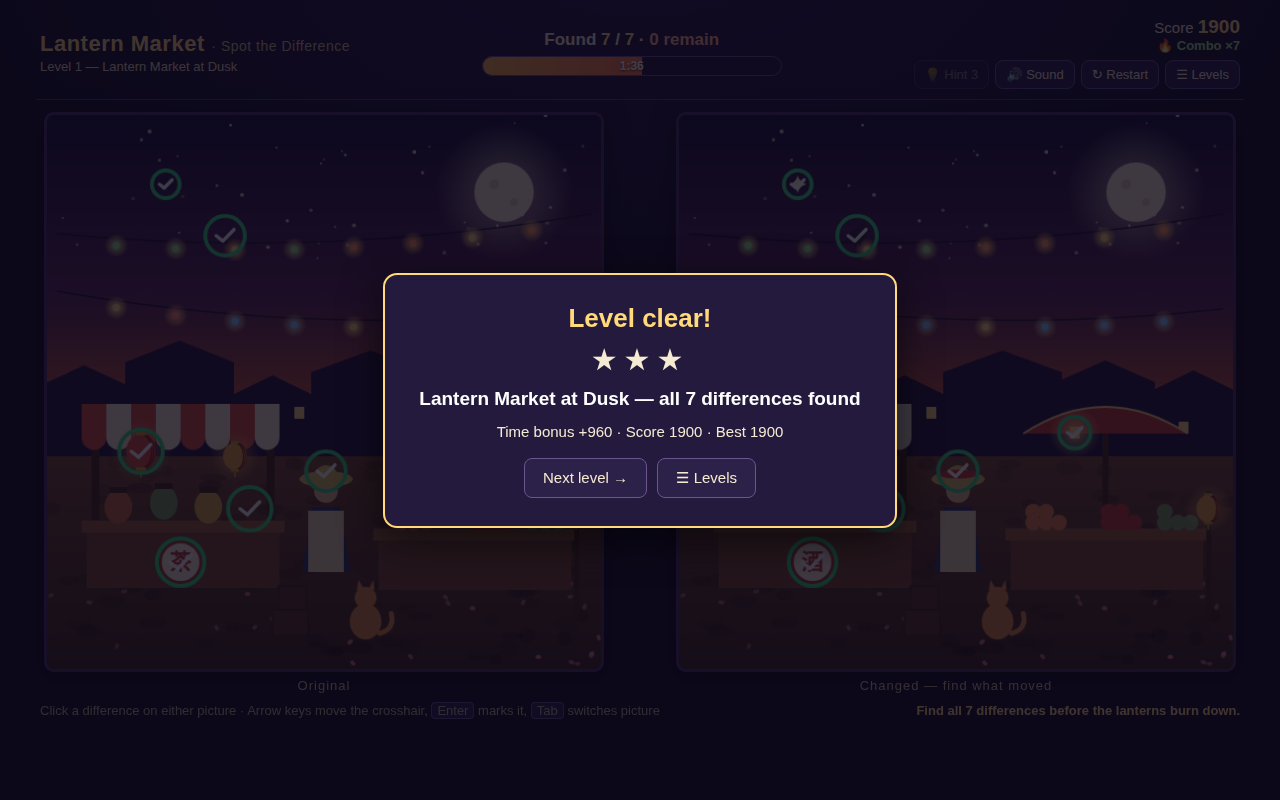 Lantern Market · Spot the Difference
Level 1 — Lantern Market at Dusk
Found 7 / 7 · 0 remain
1:36
Score 1900
🔥 Combo ×7
💡 Hint 3
🔊 Sound
↻ Restart
☰ Levels
Level clear!
★ ★ ★
Lantern Market at Dusk — all 7 differences found
Time bonus +960 · Score 1900 · Best 1900
Next level →
☰ Levels
茶
酒
Original
Changed — find what moved
Click a difference on either picture · Arrow keys move the crosshair, Enter marks it, Tab switches picture
Find all 7 differences before the lanterns burn down.